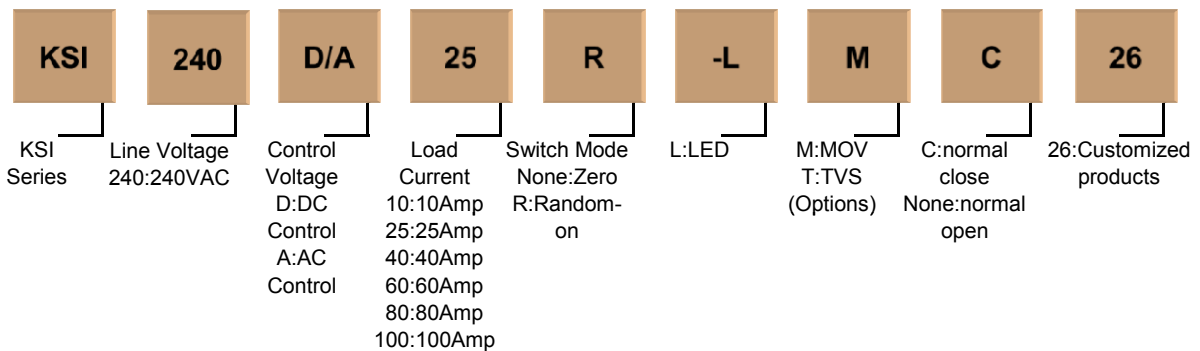 KSI 240 D/A 25 R -L M C 26
KSI
Series
Line Voltage
240:240VAC
Control
Voltage
D:DC
Control
A:AC
Control
Load
Current
10:10Amp
25:25Amp
40:40Amp
60:60Amp
80:80Amp
100:100Amp
Switch Mode
None:Zero
R:Random-
on
L:LED
M:MOV
T:TVS
(Options)
C:normal
close
None:normal
open
26:Customized
products